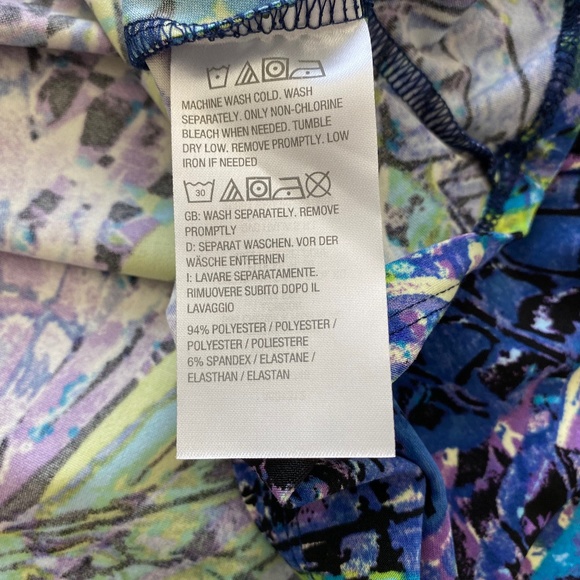 MACHINE WASH COLD. WASH
SEPARATELY. ONLY NON-CHLORINE
BLEACH WHEN NEEDED. TUMBLE
DRY LOW. REMOVE PROMPTLY. LOW
IRON IF NEEDED
30
GB: WASH SEPARATELY. REMOVE
PROMPTLY
D: SEPARAT WASCHEN. VOR DER
WÄSCHE ENTFERNEN
I: LAVARE SEPARATAMENTE.
RIMUOVERE SUBITO DOPO IL
LAVAGGIO
94% POLYESTER / POLYESTER /
POLYESTER / POLIESTERE
6% SPANDEX / ELASTANE /
ELASTHAN / ELASTAN